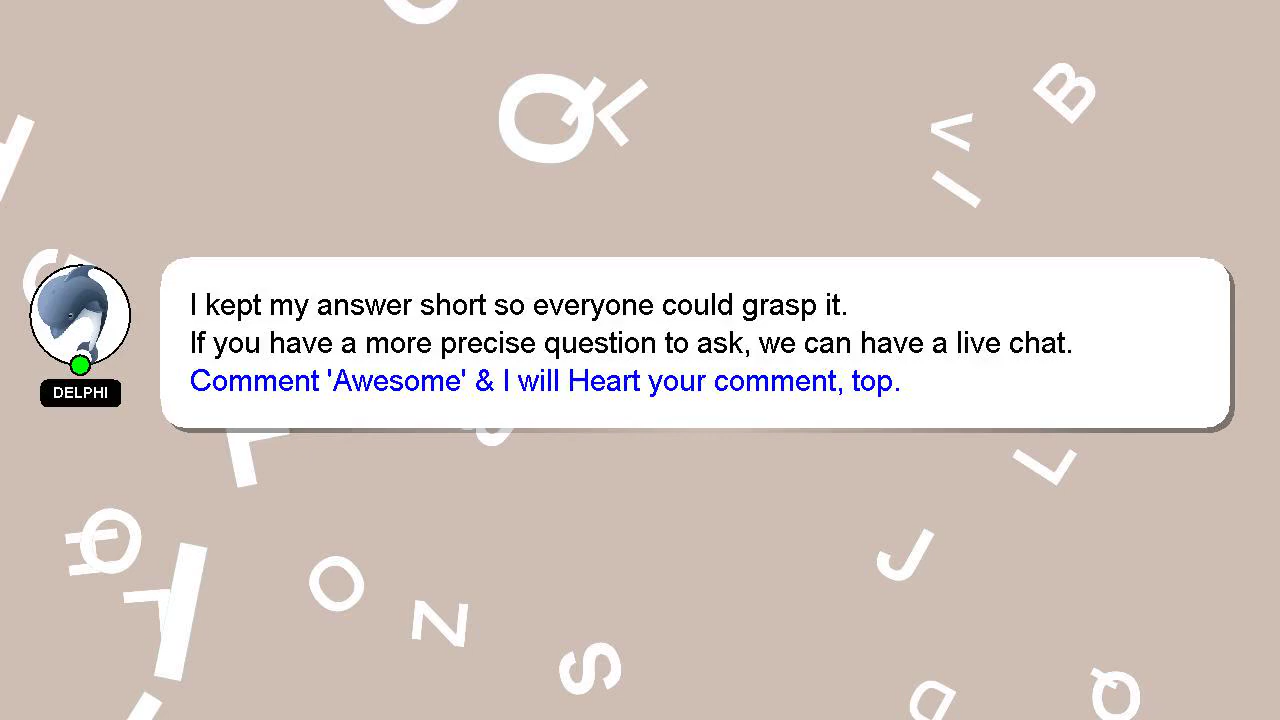 I kept my answer short so everyone could grasp it.
If you have a more precise question to ask, we can have a live chat.
Comment 'Awesome' & I will Heart your comment, top.
DELPHI